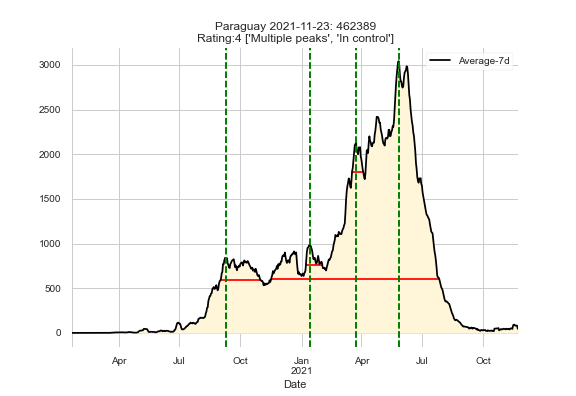 Paraguay 2021-11-23: 462389
Rating:4 ['Multiple peaks', 'In control']
Average-7d
3000
2500
2000
1500
1000
500
0
Apr Jul Oct Jan Apr Jul Oct
2021
Date